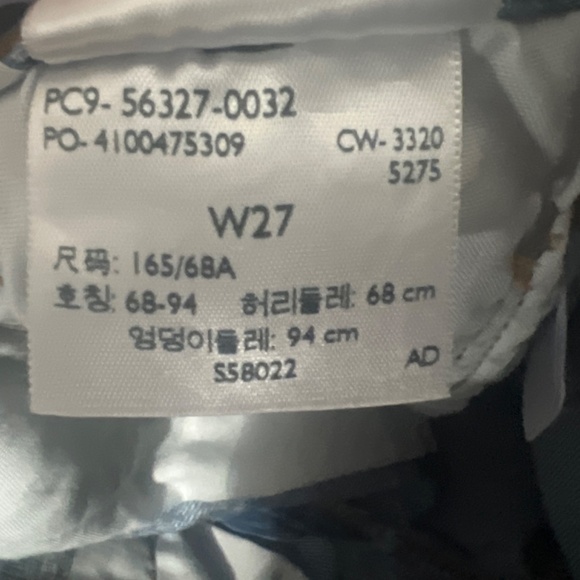 PC9- 56327-0032
PO- 4100475309 CW- 3320
5275
W27
尺码: 165/68A
호칭: 68-94 허리둘레: 68 cm
엉덩이둘레: 94 cm
S58022 AD